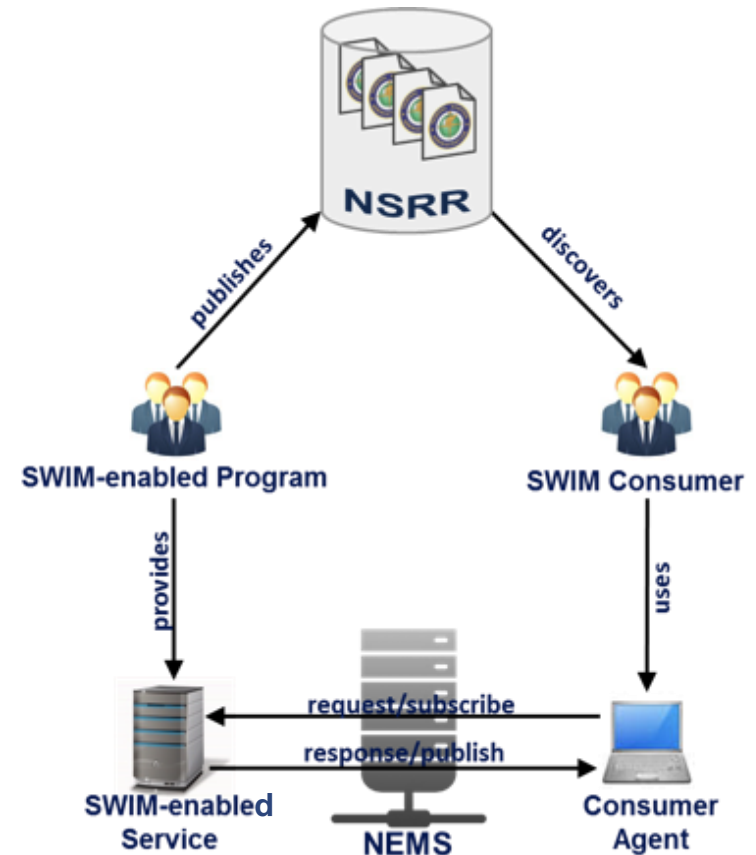 NSRR
publishes
discovers
SWIM-enabled Program
SWIM Consumer
provides
uses
request/subscribe
response/publish
SWIM-enabled
Service
NEMS
Consumer
Agent